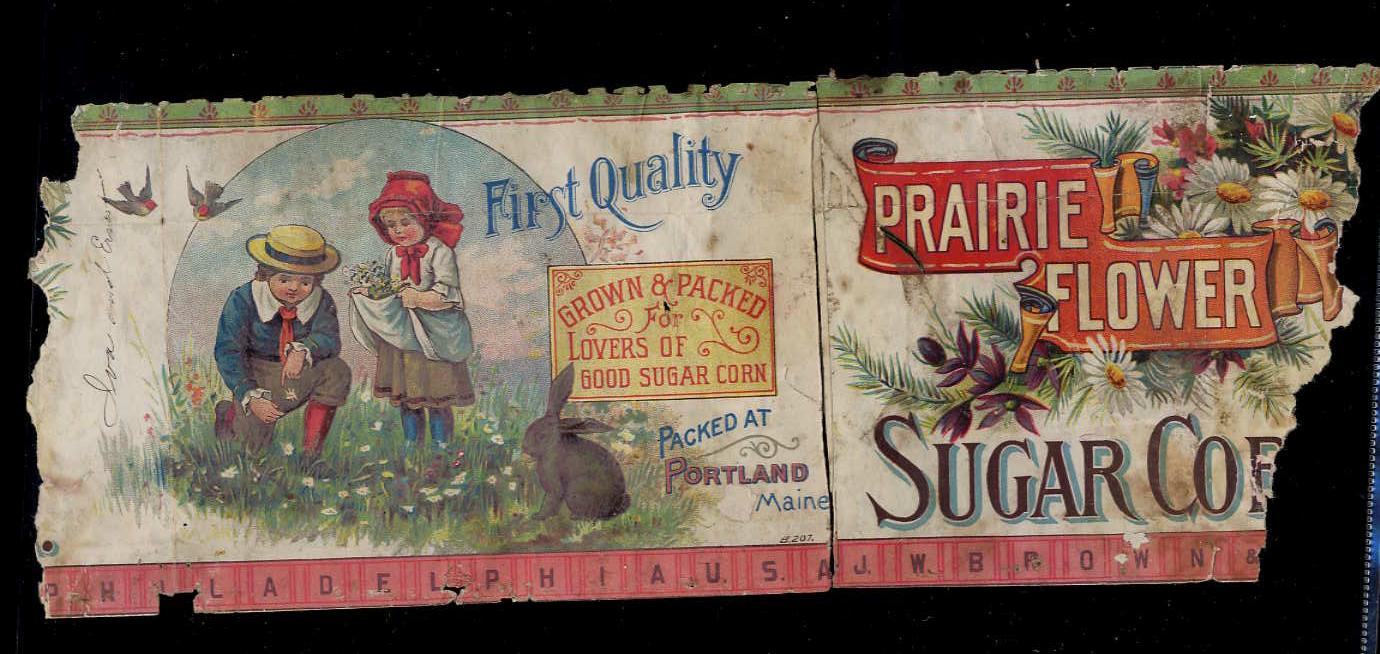 First Quality
GROWN & PACKED
For
LOVERS OF
GOOD SUGAR CORN
PACKED AT
PORTLAND
Maine
B.207.
PHILADELPHIA U.S.A
PRAIRIE
FLOWER
SUGAR COR
J. W. BROWN &